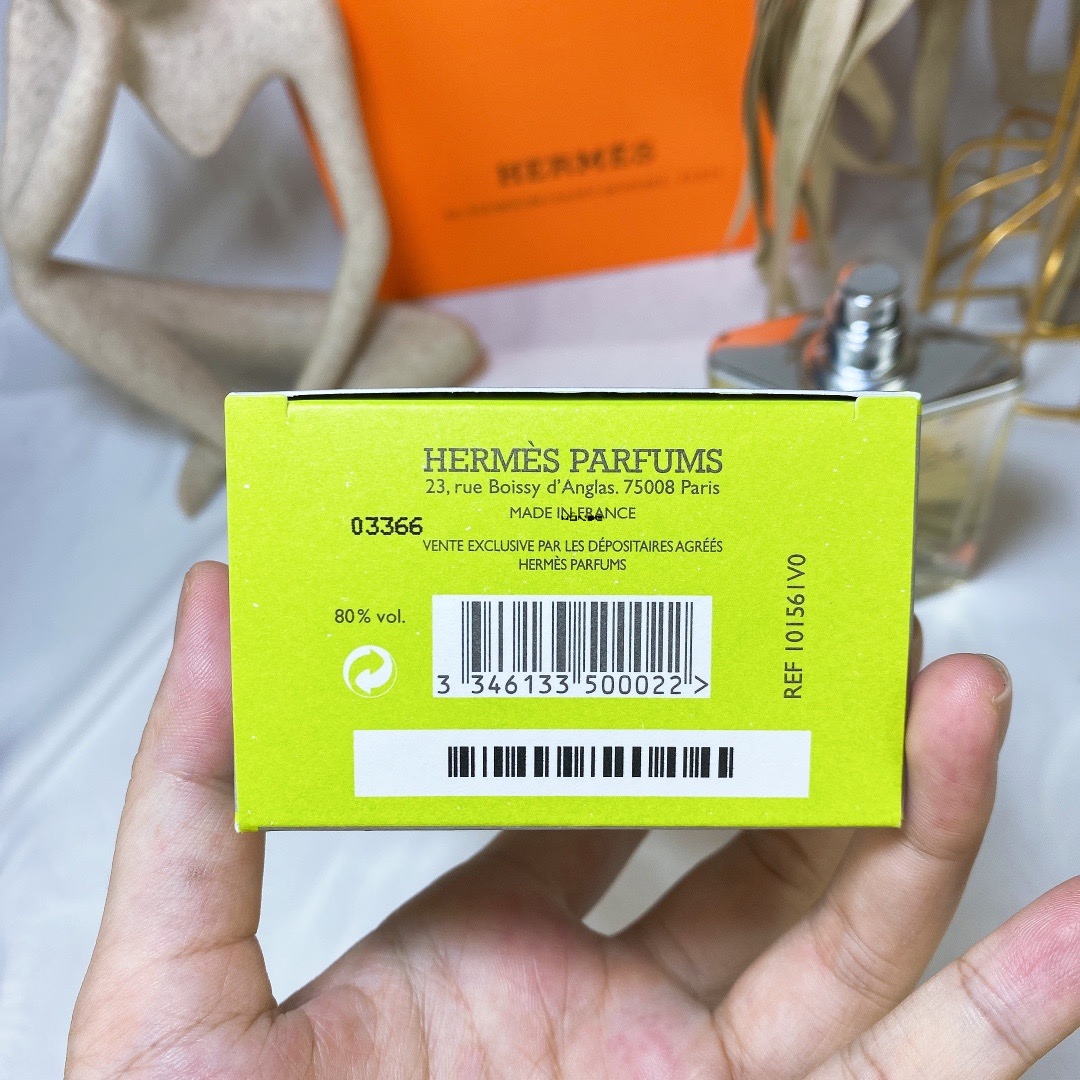 HERMÈS
HERMÈS PARFUMS
23, rue Boissy d'Anglas. 75008 Paris
MADE IN FRANCE
03366
VENTE EXCLUSIVE PAR LES DÉPOSITAIRES AGRÉÉS
HERMÈS PARFUMS
80% vol.
3 346133 500022 >
REF 101561V0